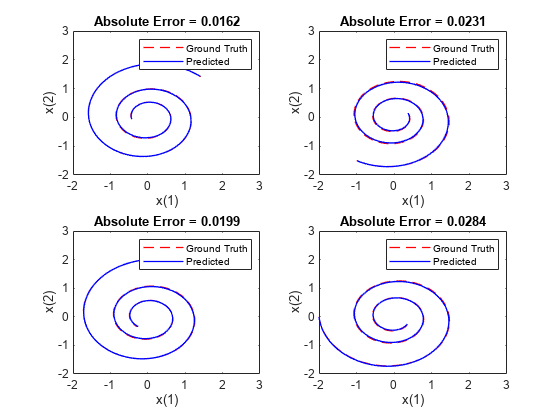 Absolute Error = 0.0162
3
2
1
0
-1
-2
x(2)
-2
-1
0
1
2
3
x(1)
Ground Truth
Predicted
Absolute Error = 0.0231
3
2
1
0
-1
-2
x(2)
-2
-1
0
1
2
3
x(1)
Ground Truth
Predicted
Absolute Error = 0.0199
3
2
1
0
-1
-2
x(2)
-2
-1
0
1
2
3
x(1)
Ground Truth
Predicted
Absolute Error = 0.0284
3
2
1
0
-1
-2
x(2)
-2
-1
0
1
2
3
x(1)
Ground Truth
Predicted